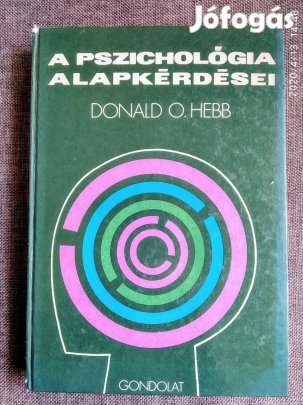 Jófogás
A PSZICHOLÓGIA
ALAPKÉRDÉSEI
DONALD O. HEBB
GONDOLAT